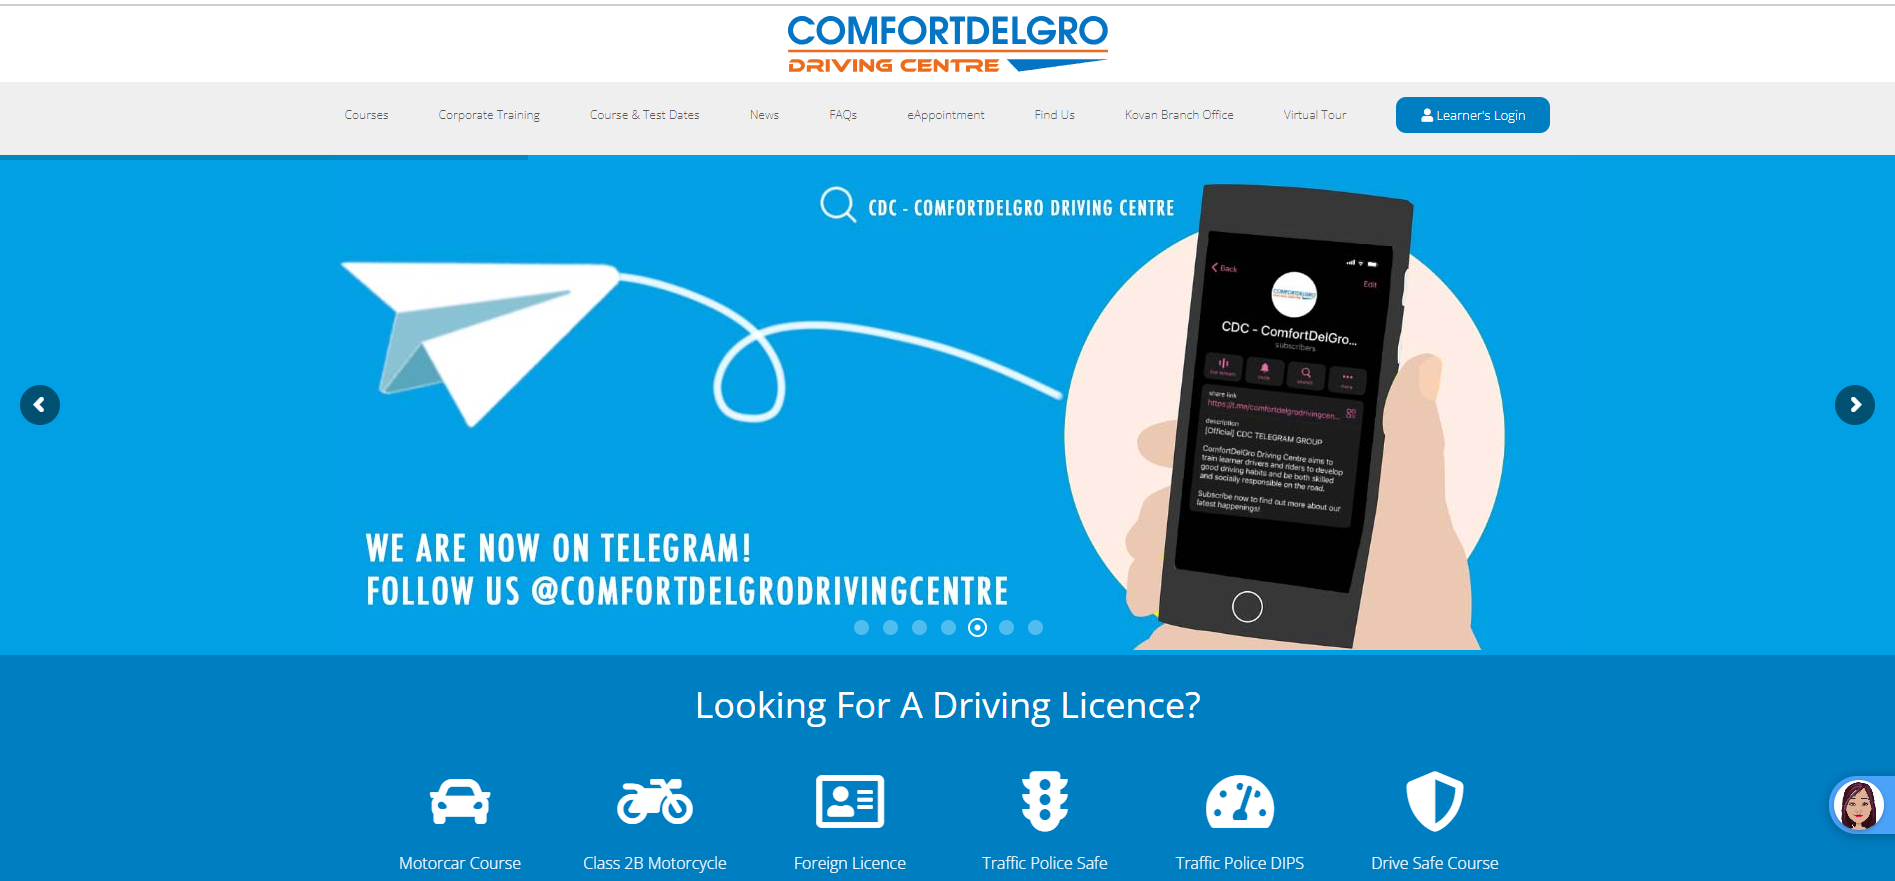 COMFORTDELGRO
DRIVING CENTRE
Courses
Corporate Training
Course & Test Dates
News
FAQs
eAppointment
Find Us
Kovan Branch Office
Virtual Tour
Learner's Login
CDC - COMFORTDELGRO DRIVING CENTRE
Back
Edit
COMFORTDELGRO
CDC - ComfortDelGro...
subscribers
search
share link
https://t.me/comfortdelgrodrivingcen...
description
[Official] CDC TELEGRAM GROUP
ComfortDelGro Driving Centre aims to
train learner drivers and riders to develop
good driving habits and be both skilled
and socially responsible on the road.
Subscribe now to find out more about our
latest happenings!
WE ARE NOW ON TELEGRAM!
FOLLOW US @COMFORTDELGRODRIVINGCENTRE
Looking For A Driving Licence?
Motorcar Course
Class 2B Motorcycle
Foreign Licence
Traffic Police Safe
Traffic Police DIPS
Drive Safe Course